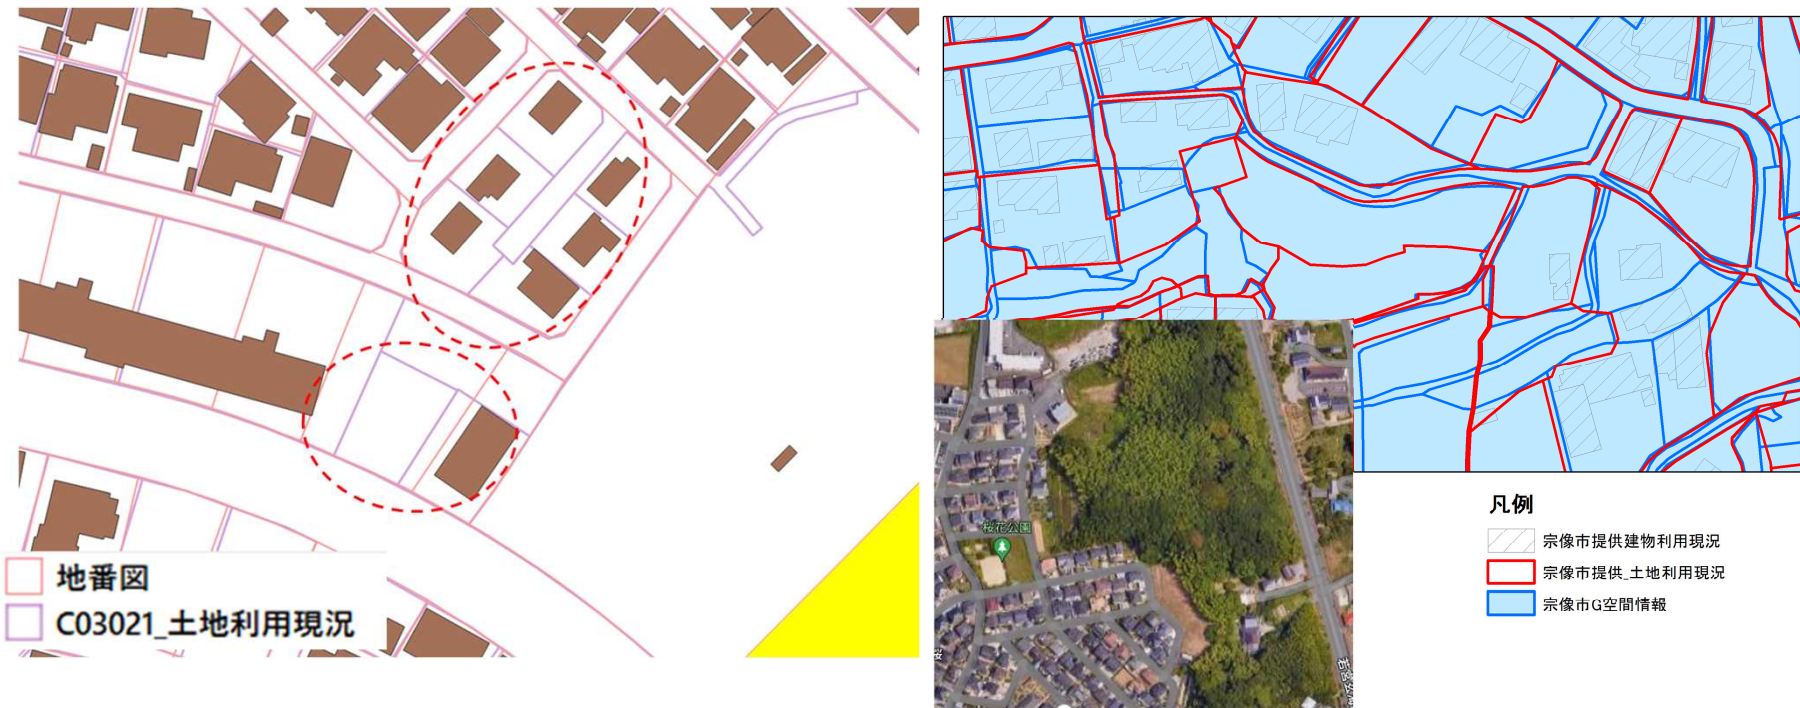 地番図
C03021_土地利用現況
桜花公園
凡例
宗像市提供建物利用現況
宗像市提供_土地利用現況
宗像市G空間情報